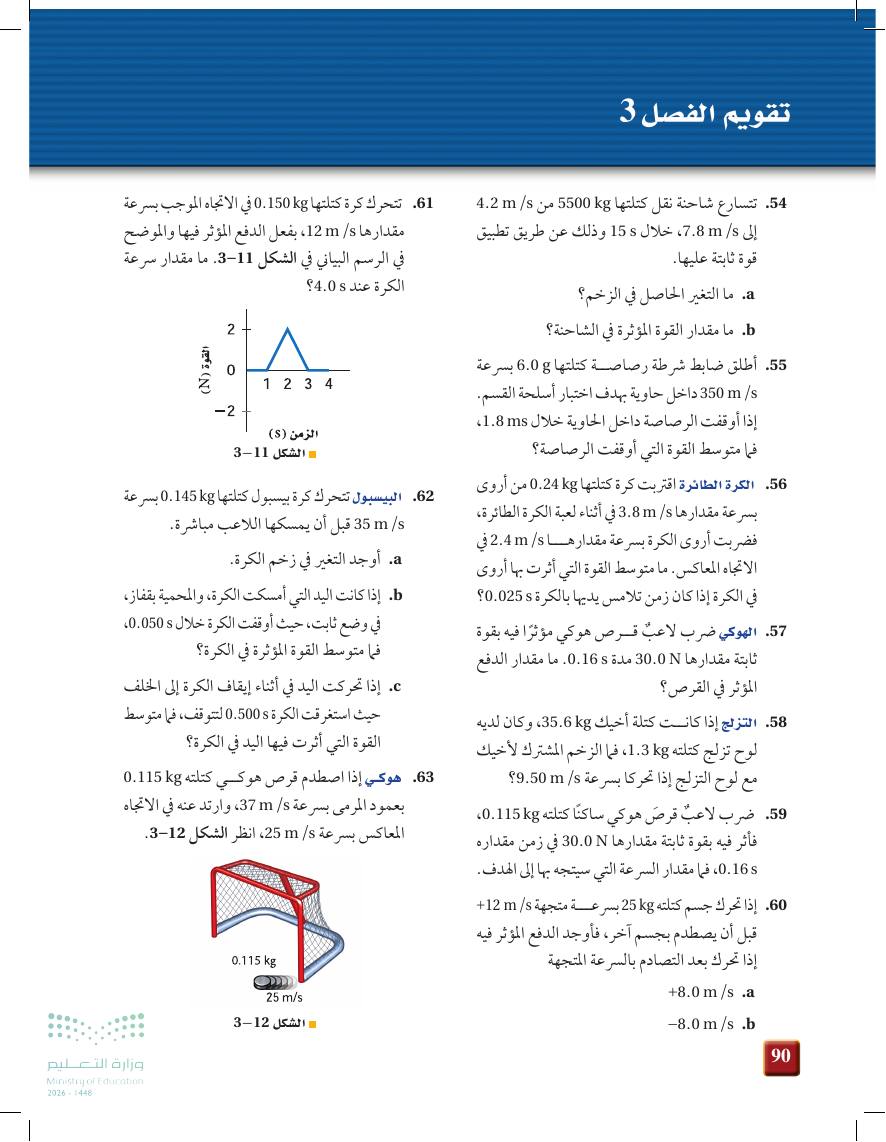 تقويم الفصل 3
54. تتسارع شاحنة نقل كتلتها 5500 kg من 4.2 m/s
إلى 7.8 m/s، خلال 15 s وذلك عن طريق تطبيق
قوة ثابتة عليها.
a. ما التغير الحاصل في الزخم؟
b. ما مقدار القوة المؤثرة في الشاحنة؟
55. أطلق ضابط شرطة رصاصة كتلتها 6.0 g بسرعة
350 m/s داخل حاوية بهدف اختبار أسلحة القسم.
إذا أوقفت الرصاصة داخل الحاوية خلال 1.8 ms،
فما متوسط القوة التي أوقفت الرصاصة؟
56. الكرة الطائرة اقتربت كرة كتلتها 0.24 kg من أروى
بسرعة مقدارها 3.8 m/s في أثناء لعبة الكرة الطائرة،
فضربت أروى الكرة بسرعة مقدارها 2.4 m/s في
الاتجاه المعاكس. ما متوسط القوة التي أثرت بها أروى
في الكرة إذا كان زمن تلامس يديها بالكرة 0.025 s؟
57. الهوكي ضرب لاعبٌ قرص هوكي مؤثرًا فيه بقوة
ثابتة مقدارها 30.0 N مدة 0.16 s. ما مقدار الدفع
المؤثر في القرص؟
58. التزلج إذا كانت كتلة أخيك 35.6 kg، وكان لديه
لوح تزلج كتلته 1.3 kg، فما الزخم المشترك لأخيك
مع لوح التزلج إذا تحركا بسرعة 9.50 m/s؟
59. ضرب لاعبٌ قرصَ هوكي ساكنًا كتلته 0.115 kg،
فأثر فيه بقوة ثابتة مقدارها 30.0 N في زمن مقداره
0.16 s، فما مقدار السرعة التي سيتجه بها إلى الهدف.
60. إذا تحرك جسم كتلته 25 kg بسرعة متجهة +12 m/s
قبل أن يصطدم بجسم آخر، فأوجد الدفع المؤثر فيه
إذا تحرك بعد التصادم بالسرعة المتجهة
a. +8.0 m/s
b. −8.0 m/s
61. تتحرك كرة كتلتها 0.150 kg في الاتجاه الموجب بسرعة
مقدارها 12 m/s، بفعل الدفع المؤثر فيها والموضح
في الرسم البياني في الشكل 11–3. ما مقدار سرعة
الكرة عند 4.0 s؟
القوة (N)
2
0
−2
1 2 3 4
الزمن (s)
الشكل 11–3
62. البيسبول تتحرك كرة بيسبول كتلتها 0.145 kg بسرعة
35 m/s قبل أن يمسكها اللاعب مباشرة.
a. أوجد التغير في زخم الكرة.
b. إذا كانت اليد التي أمسكت الكرة، والمحمية بقفاز،
في وضع ثابت، حيث أوقفت الكرة خلال 0.050 s،
فما متوسط القوة المؤثرة في الكرة؟
c. إذا تحركت اليد في أثناء إيقاف الكرة إلى الخلف
حيث استغرقت الكرة 0.500 s لتتوقف، فما متوسط
القوة التي أثرت فيها اليد في الكرة؟
63. هوكي إذا اصطدم قرص هوكي كتلته 0.115 kg
بعمود المرمى بسرعة 37 m/s، وارتد عنه في الاتجاه
المعاكس بسرعة 25 m/s، انظر الشكل 12–3.
0.115 kg
25 m/s
الشكل 12–3
وزارة التعليم
Ministry of Education
2026 - 1448
90